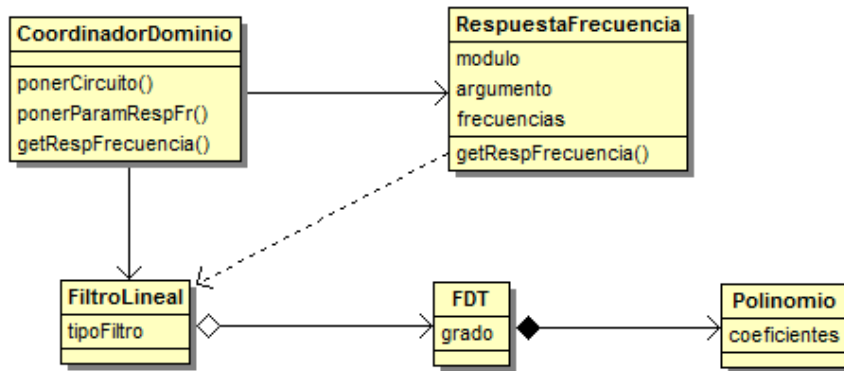 CoordinadorDominio
ponerCircuito()
ponerParamRespFr()
getRespFrecuencia()
RespuestaFrecuencia
modulo
argumento
frecuencias
getRespFrecuencia()
FiltroLineal
tipoFiltro
FDT
grado
Polinomio
coeficientes